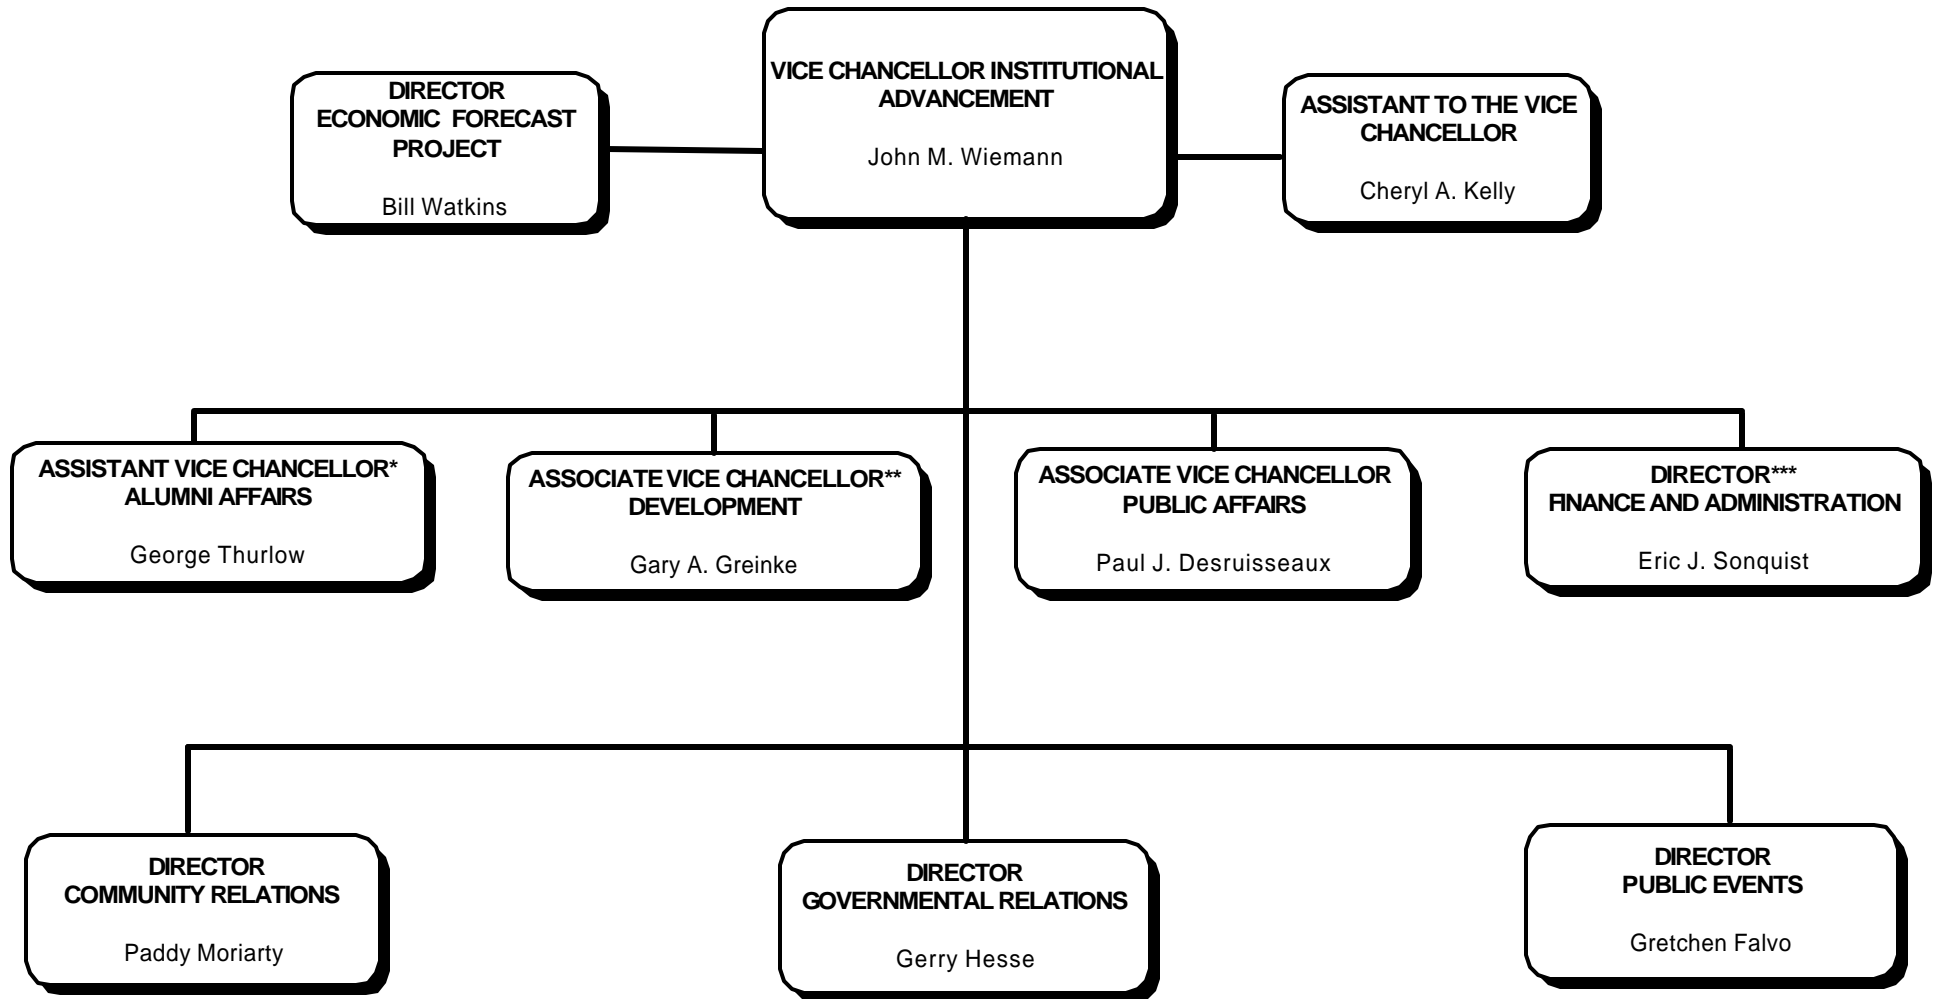 VICE CHANCELLOR INSTITUTIONAL
ADVANCEMENT
John M. Wiemann
DIRECTOR
ECONOMIC FORECAST
PROJECT
Bill Watkins
ASSISTANT TO THE VICE
CHANCELLOR
Cheryl A. Kelly
ASSISTANT VICE CHANCELLOR*
ALUMNI AFFAIRS
George Thurlow
ASSOCIATE VICE CHANCELLOR**
DEVELOPMENT
Gary A. Greinke
ASSOCIATE VICE CHANCELLOR
PUBLIC AFFAIRS
Paul J. Desruisseaux
DIRECTOR***
FINANCE AND ADMINISTRATION
Eric J. Sonquist
DIRECTOR
COMMUNITY RELATIONS
Paddy Moriarty
DIRECTOR
GOVERNMENTAL RELATIONS
Gerry Hesse
DIRECTOR
PUBLIC EVENTS
Gretchen Falvo